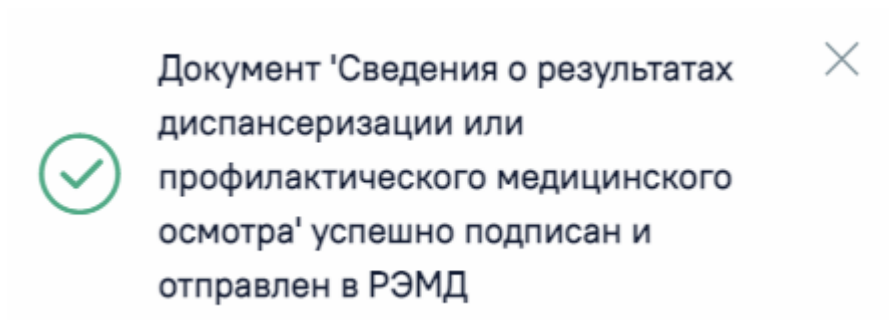 Документ 'Сведения о результатах
диспансеризации или
профилактического медицинского
осмотра' успешно подписан и
отправлен в РЭМД